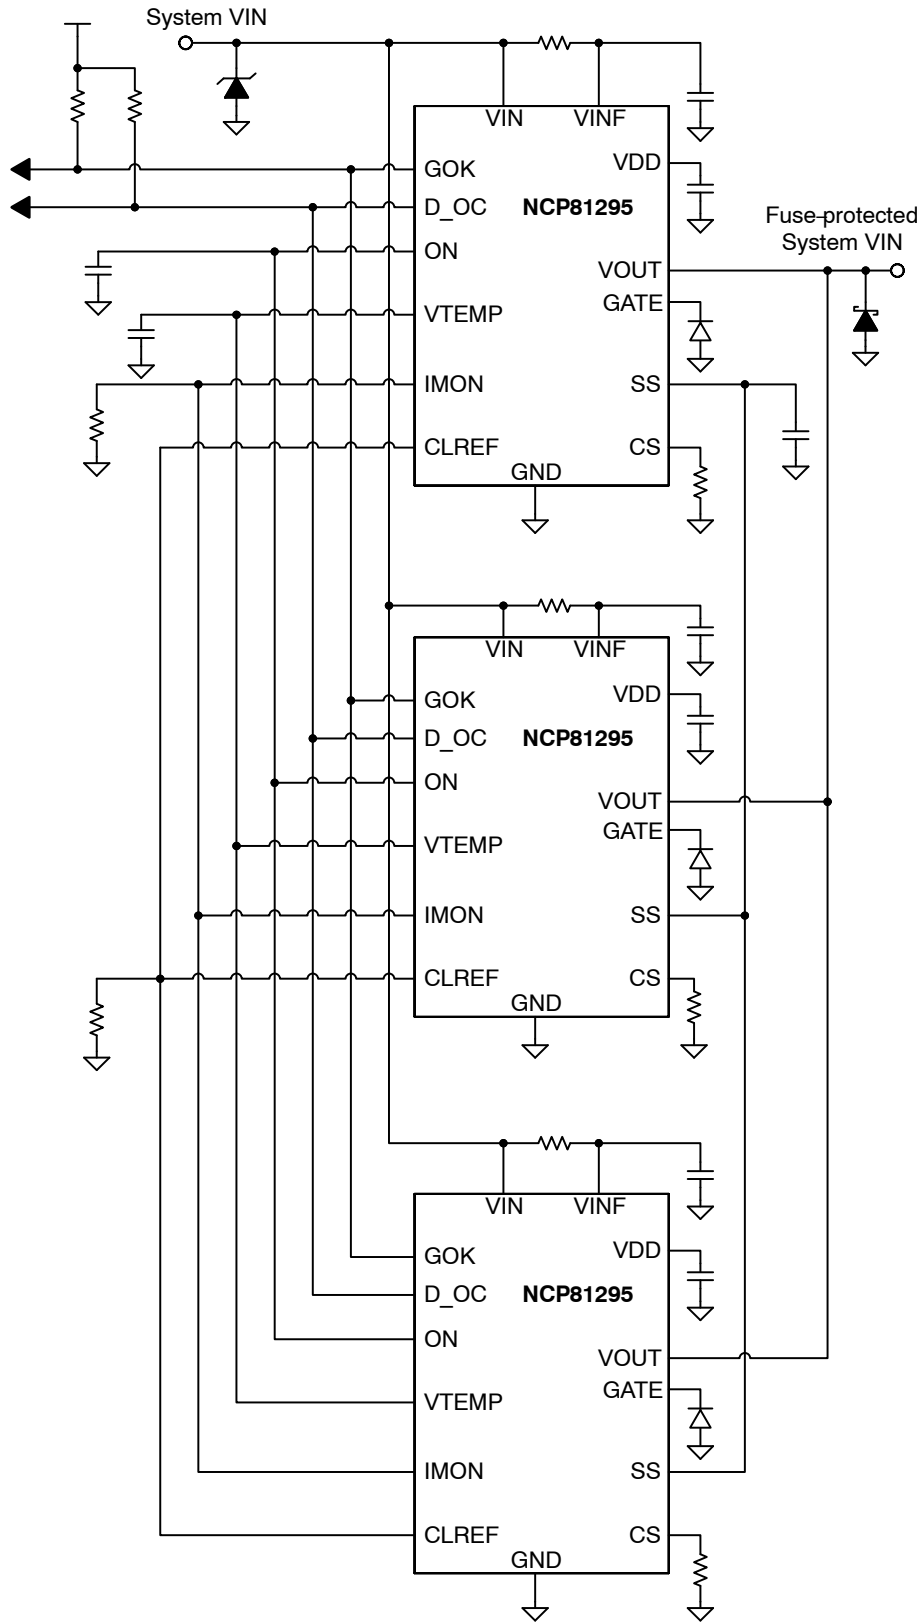 System VIN
VIN VINF
GOK VDD
D_OC NCP81295
Fuse-protected
System VIN
ON
VOUT
GATE
VTEMP
IMON SS
CLREF CS
GND
VIN VINF
GOK VDD
D_OC NCP81295
ON
VOUT
GATE
VTEMP
IMON SS
CLREF CS
GND
VIN VINF
GOK VDD
D_OC NCP81295
ON
VOUT
GATE
VTEMP
IMON SS
CLREF CS
GND